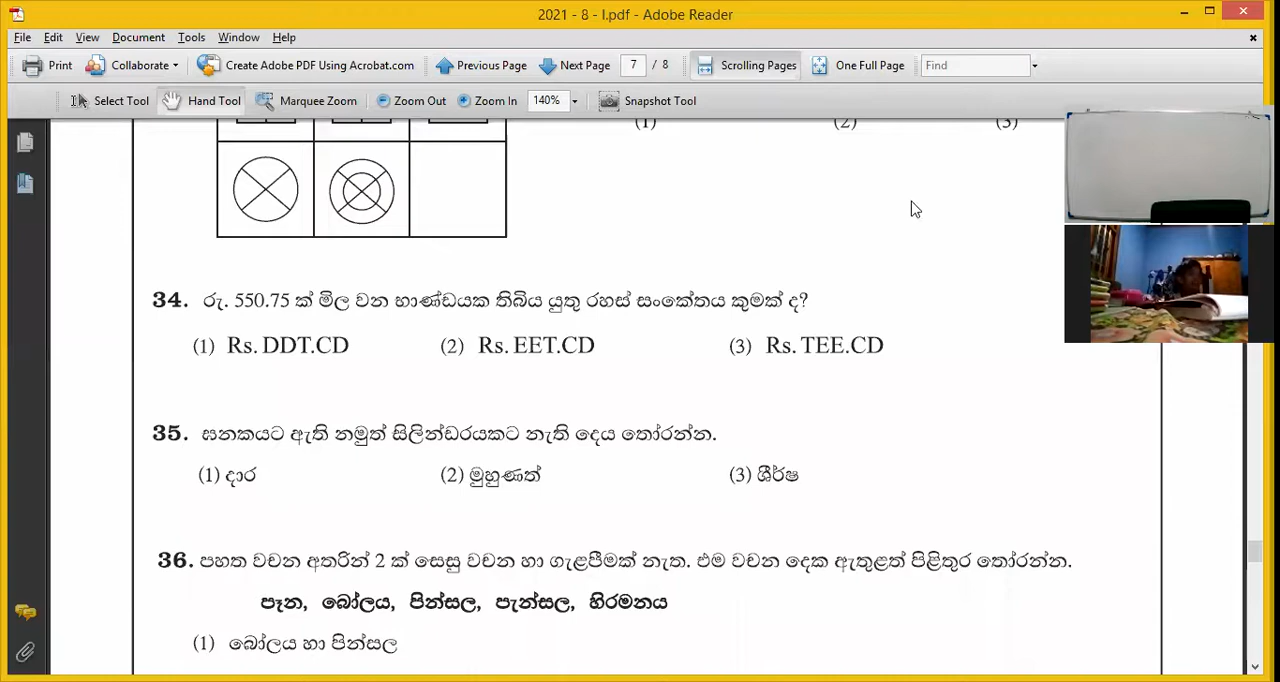 2021 - 8 - I.pdf - Adobe Reader
File Edit View Document Tools Window Help
Print Collaborate Create Adobe PDF Using Acrobat.com Previous Page Next Page 7 / 8 Scrolling Pages One Full Page Find
Select Tool Hand Tool Marquee Zoom Zoom Out Zoom In 140% Snapshot Tool
(1) (2) (3)
34. රු. 550.75 ක් මිල වන භාණ්ඩයක තිබිය යුතු රහස් සංකේතය කුමක් ද?
(1) Rs. DDT.CD (2) Rs. EET.CD (3) Rs. TEE.CD
35. ඝනකයට ඇති නමුත් සිලින්ඩරයකට නැති දෙය තෝරන්න.
(1) දාර (2) මුහුණත් (3) ශීර්ෂ
36. පහත වචන අතරින් 2 ක් සෙසු වචන හා ගැළපීමක් නැත. එම වචන දෙක ඇතුළත් පිළිතුර තෝරන්න.
පෑන, බෝලය, පින්සල, පැන්සල, හිරමනය
(1) බෝලය හා පින්සල